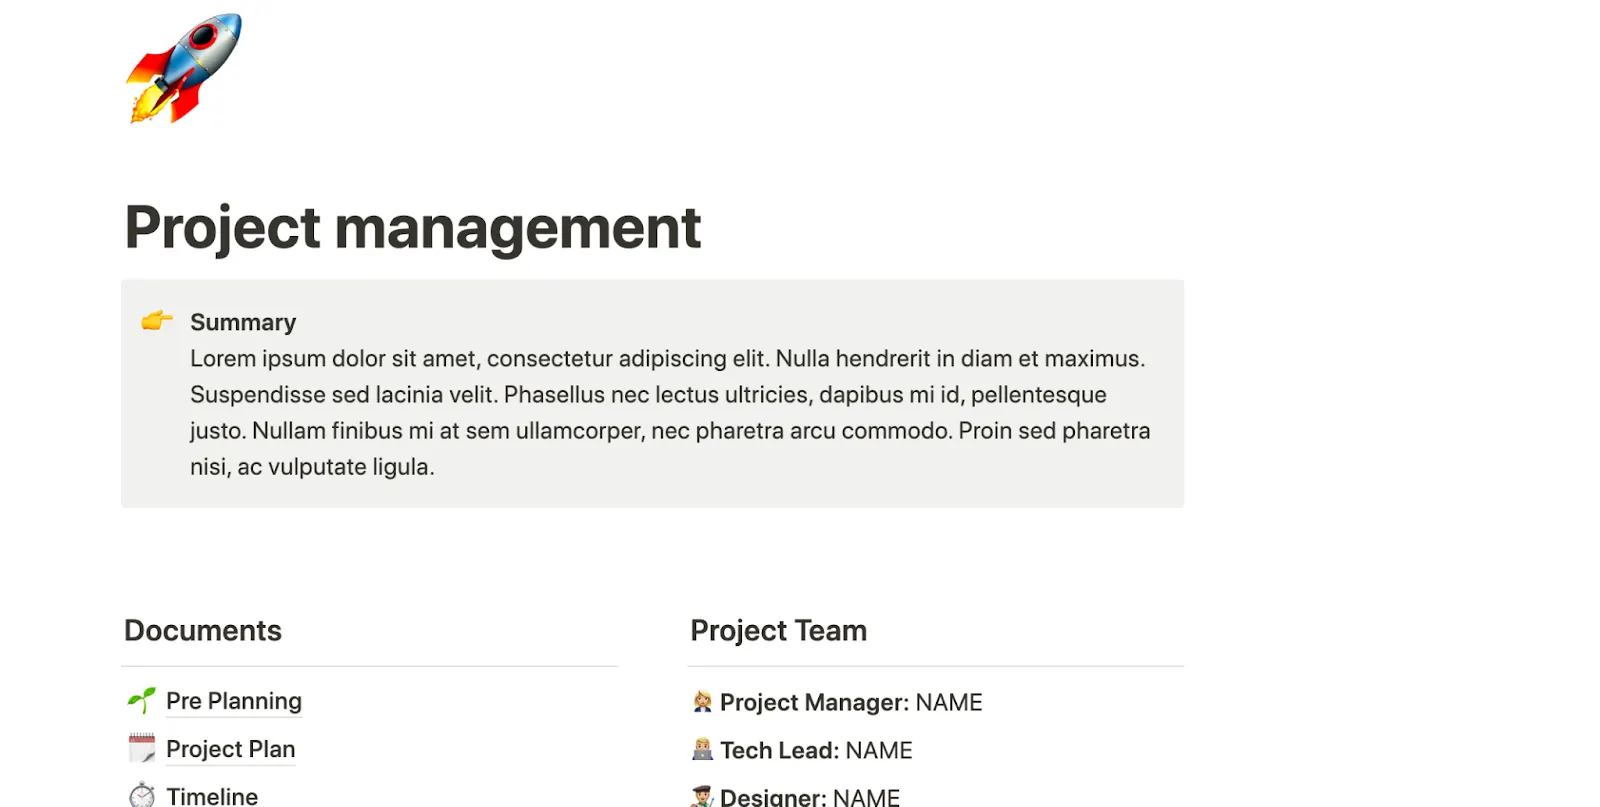 Project management
Summary
Lorem ipsum dolor sit amet, consectetur adipiscing elit. Nulla hendrerit in diam et maximus.
Suspendisse sed lacinia velit. Phasellus nec lectus ultricies, dapibus mi id, pellentesque
justo. Nullam finibus mi at sem ullamcorper, nec pharetra arcu commodo. Proin sed pharetra
nisi, ac vulputate ligula.
Documents
Pre Planning
Project Plan
Timeline
Project Team
Project Manager: NAME
Tech Lead: NAME
Designer: NAME